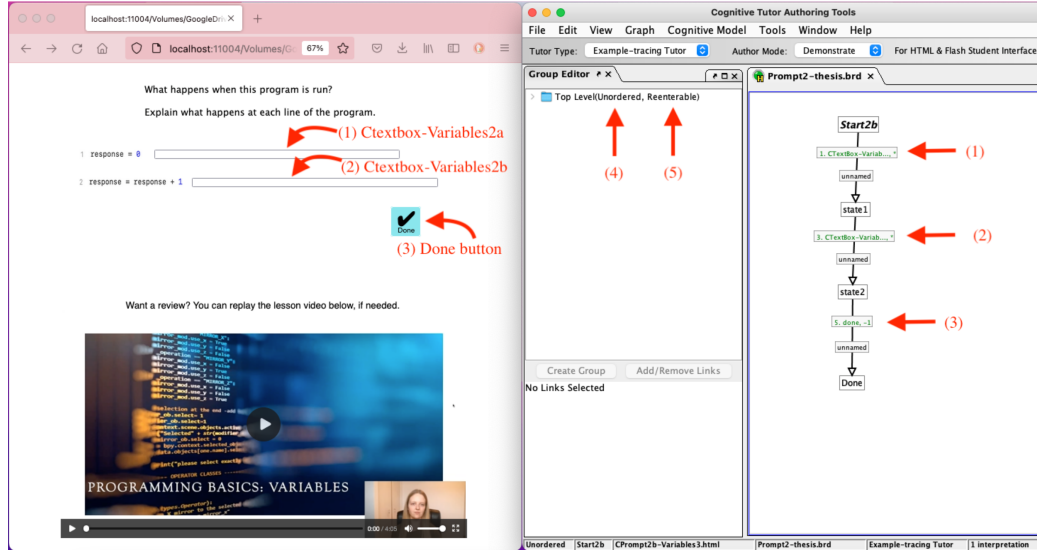 localhost:11004/Volumes/GoogleDriv
localhost:11004/Volumes/G
67%
What happens when this program is run?
Explain what happens at each line of the program.
(1) Ctextbox-Variables2a
1 response = 0
(2) Ctextbox-Variables2b
2 response = response + 1
Done
(3) Done button
Want a review? You can replay the lesson video below, if needed.
PROGRAMMING BASICS: VARIABLES
0:00 / 4:05
Cognitive Tutor Authoring Tools
File Edit View Graph Cognitive Model Tools Window Help
Tutor Type: Example-tracing Tutor Author Mode: Demonstrate For HTML & Flash Student Interface
Group Editor
Top Level(Unordered, Reenterable)
(4) (5)
Create Group Add/Remove Links
No Links Selected
Prompt2-thesis.brd
Start2b
1. CTextBox-Variab..., * (1)
unnamed
state1
3. CTextBox-Variab..., * (2)
unnamed
state2
5. done, -1 (3)
unnamed
Done
Unordered Start2b CPrompt2b-Variables3.html Prompt2-thesis.brd Example-tracing Tutor 1 interpretation